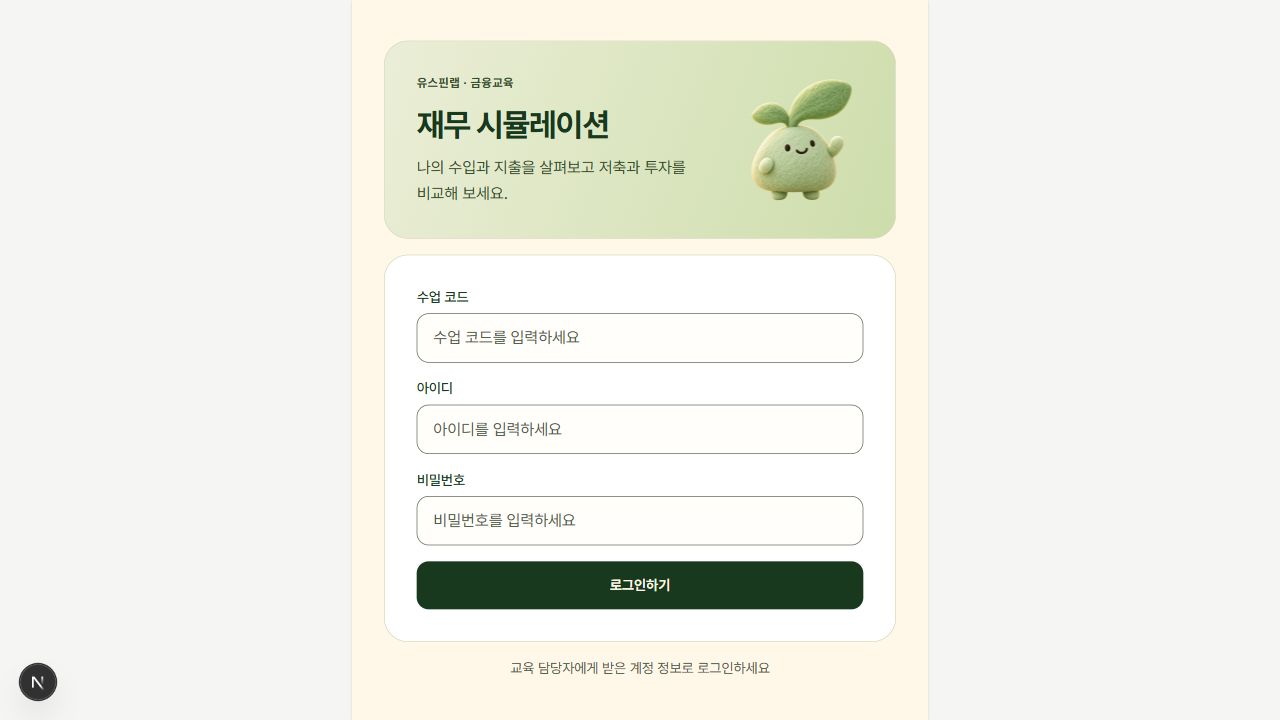 유스핀랩 · 금융교육
재무 시뮬레이션
나의 수입과 지출을 살펴보고 저축과 투자를
비교해 보세요.
수업 코드
수업 코드를 입력하세요
아이디
아이디를 입력하세요
비밀번호
비밀번호를 입력하세요
로그인하기
교육 담당자에게 받은 계정 정보로 로그인하세요
N